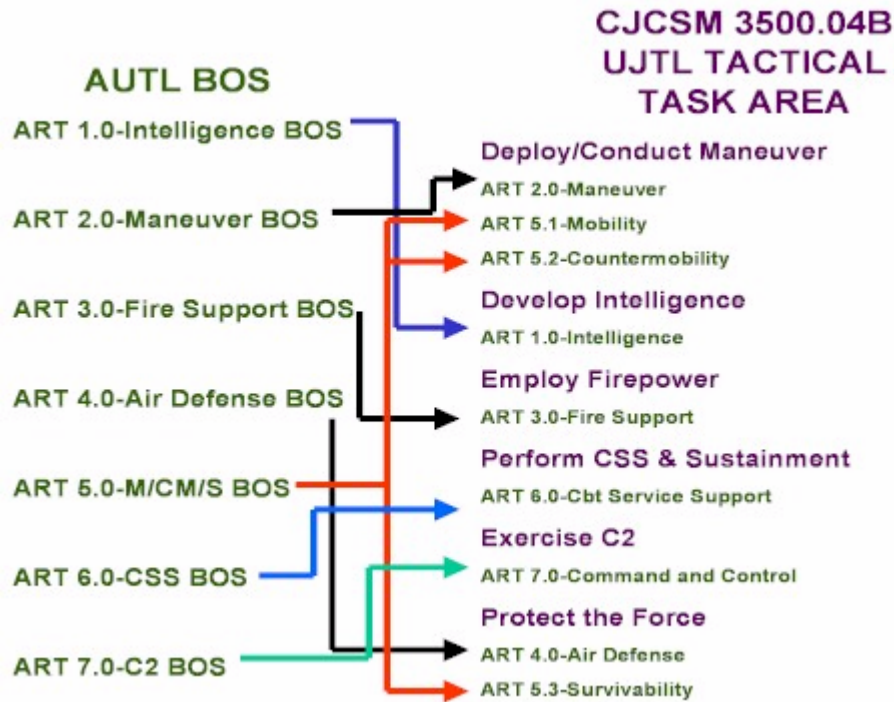 CJCSM 3500.04B
UJTL TACTICAL
TASK AREA
AUTL BOS
ART 1.0-Intelligence BOS
ART 2.0-Maneuver BOS
ART 3.0-Fire Support BOS
ART 4.0-Air Defense BOS
ART 5.0-M/CM/S BOS
ART 6.0-CSS BOS
ART 7.0-C2 BOS
Deploy/Conduct Maneuver
ART 2.0-Maneuver
ART 5.1-Mobility
ART 5.2-Countermobility
Develop Intelligence
ART 1.0-Intelligence
Employ Firepower
ART 3.0-Fire Support
Perform CSS & Sustainment
ART 6.0-Cbt Service Support
Exercise C2
ART 7.0-Command and Control
Protect the Force
ART 4.0-Air Defense
ART 5.3-Survivability